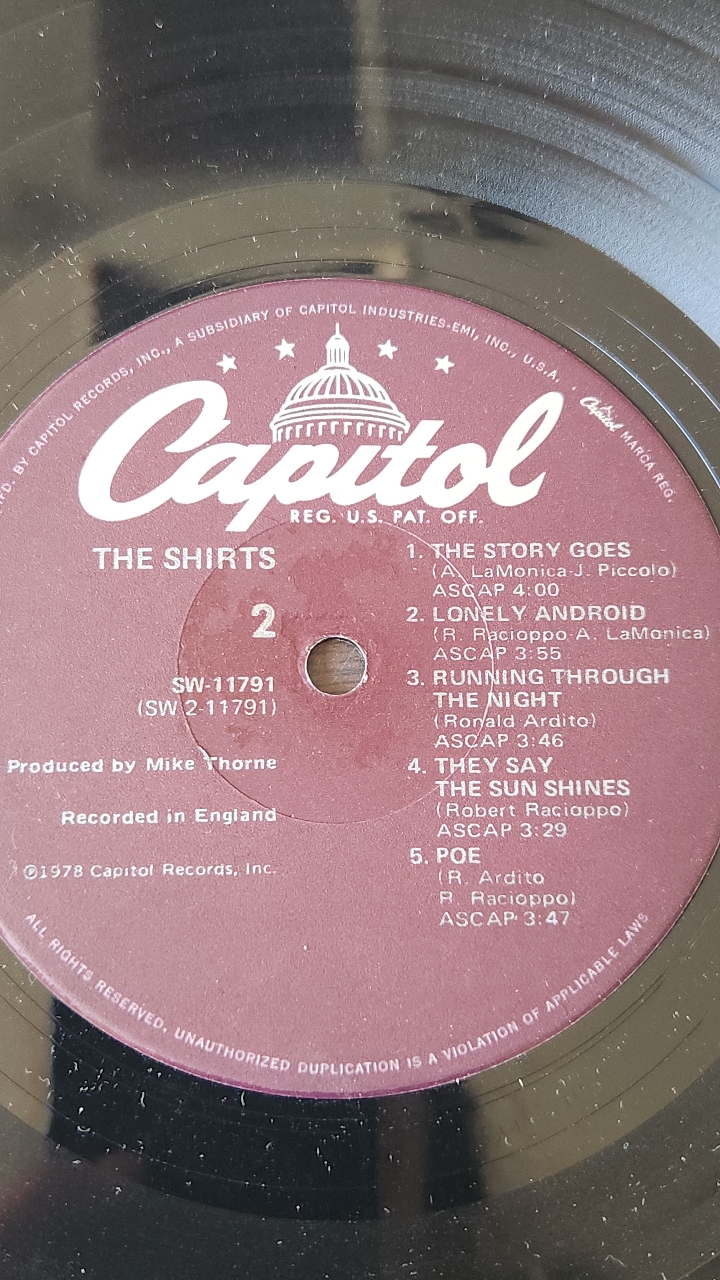 MFD. BY CAPITOL RECORDS, INC., A SUBSIDIARY OF CAPITOL INDUSTRIES-EMI, INC., U.S.A. • Capitol MARCA REG.
Capitol
REG. U.S. PAT. OFF.
THE SHIRTS
2
SW-11791
(SW 2-11791)
Produced by Mike Thorne
Recorded in England
℗1978 Capitol Records, Inc.
1. THE STORY GOES
(A. LaMonica-J. Piccolo)
ASCAP 4:00
2. LONELY ANDROID
(R. Racioppo-A. LaMonica)
ASCAP 3:55
3. RUNNING THROUGH
THE NIGHT
(Ronald Ardito)
ASCAP 3:46
4. THEY SAY
THE SUN SHINES
(Robert Racioppo)
ASCAP 3:29
5. POE
(R. Ardito
R. Racioppo)
ASCAP 3:47
ALL RIGHTS RESERVED. UNAUTHORIZED DUPLICATION IS A VIOLATION OF APPLICABLE LAWS